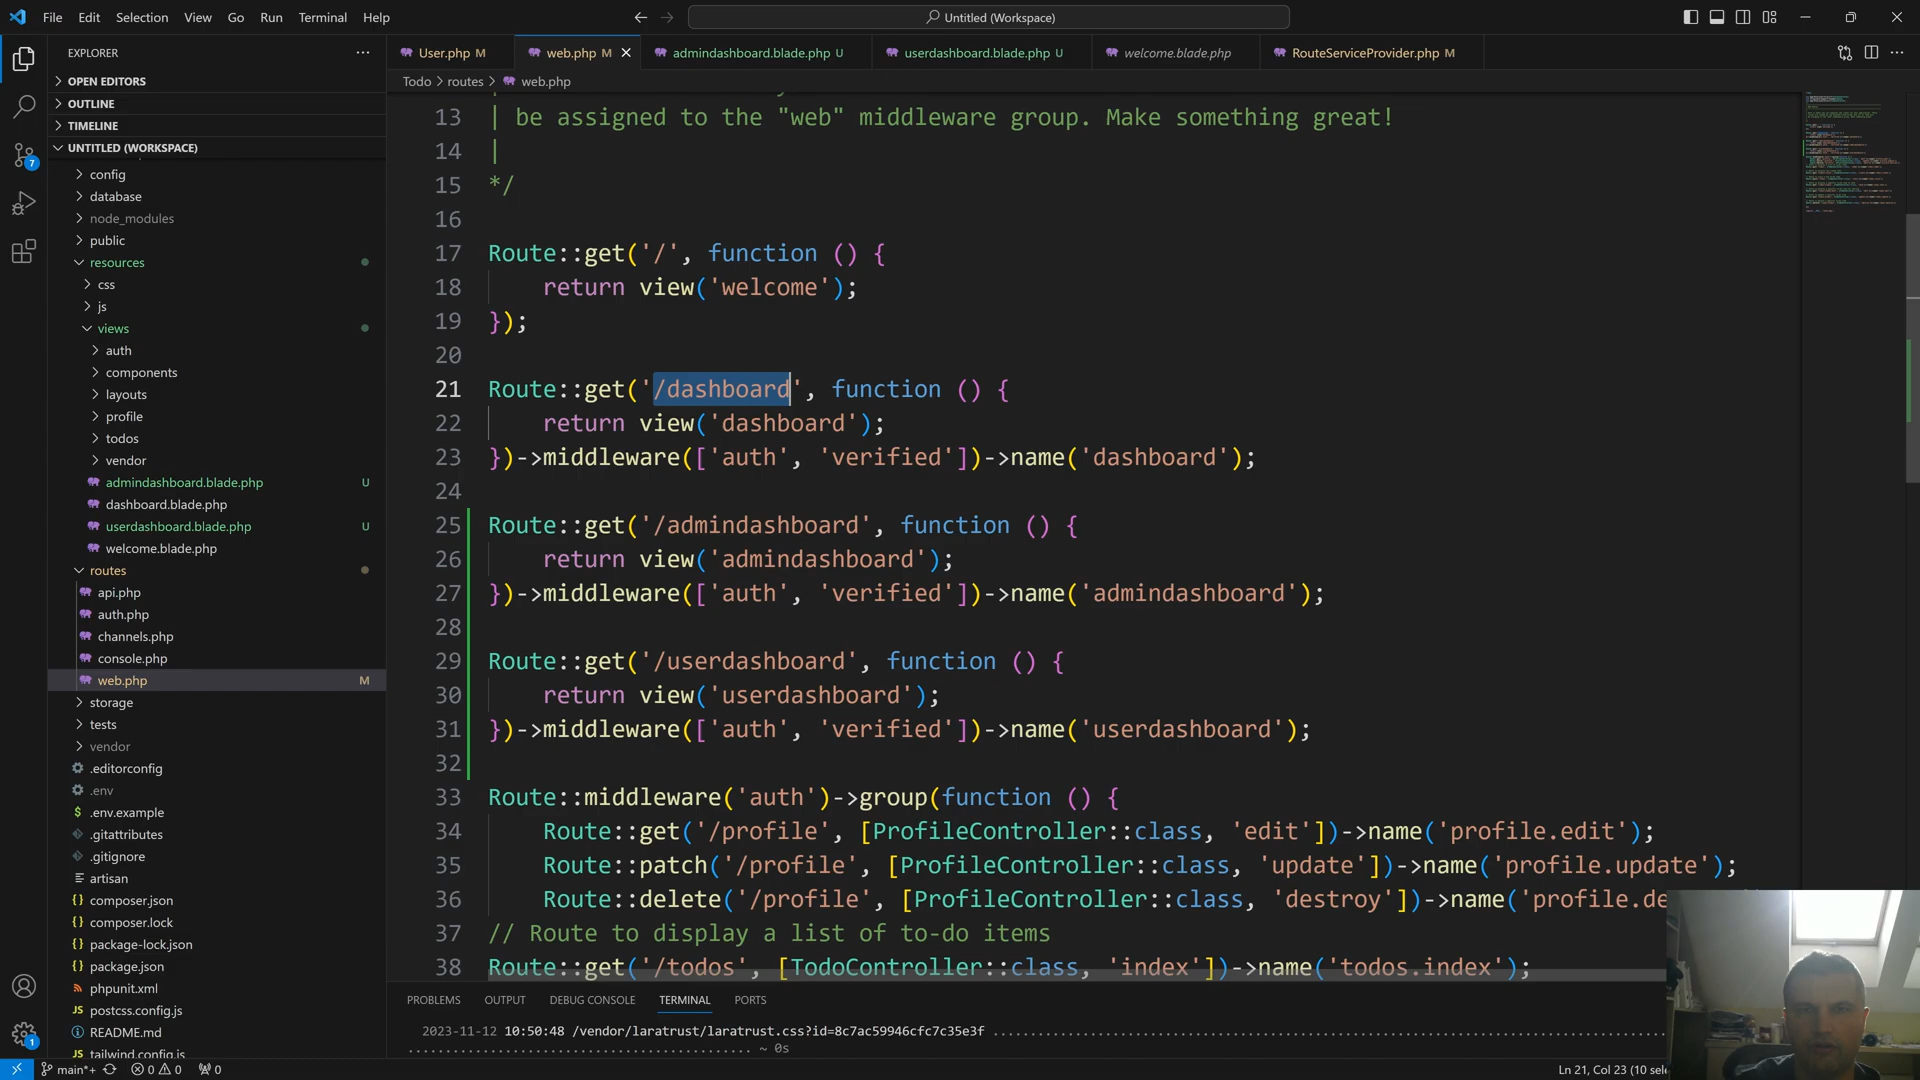 File Edit Selection View Go Run Terminal Help
Untitled (Workspace)
EXPLORER
OPEN EDITORS
OUTLINE
TIMELINE
UNTITLED (WORKSPACE)
config
database
node_modules
public
resources
css
js
views
auth
components
layouts
profile
todos
vendor
admindashboard.blade.php U
dashboard.blade.php
userdashboard.blade.php U
welcome.blade.php
routes
api.php
auth.php
channels.php
console.php
web.php M
storage
tests
vendor
.editorconfig
.env
.env.example
.gitattributes
.gitignore
artisan
composer.json
composer.lock
package-lock.json
package.json
phpunit.xml
postcss.config.js
README.md
tailwind.config.js
7
1
User.php M
web.php M
admindashboard.blade.php U
userdashboard.blade.php U
welcome.blade.php
RouteServiceProvider.php M
Todo > routes > web.php
13 | be assigned to the "web" middleware group. Make something great!
14 |
15 */
16
17 Route::get('/', function () {
18 return view('welcome');
19 });
20
21 Route::get('/dashboard', function () {
22 return view('dashboard');
23 })->middleware(['auth', 'verified'])->name('dashboard');
24
25 Route::get('/admindashboard', function () {
26 return view('admindashboard');
27 })->middleware(['auth', 'verified'])->name('admindashboard');
28
29 Route::get('/userdashboard', function () {
30 return view('userdashboard');
31 })->middleware(['auth', 'verified'])->name('userdashboard');
32
33 Route::middleware('auth')->group(function () {
34 Route::get('/profile', [ProfileController::class, 'edit'])->name('profile.edit');
35 Route::patch('/profile', [ProfileController::class, 'update'])->name('profile.update');
36 Route::delete('/profile', [ProfileController::class, 'destroy'])->name('profile.de
37 // Route to display a list of to-do items
38 Route::get('/todos', [TodoController::class, 'index'])->name('todos.index');
PROBLEMS OUTPUT DEBUG CONSOLE TERMINAL PORTS
2023-11-12 10:50:48 /vendor/laratrust/laratrust.css?id=8c7ac59946cfc7c35e3f ........................
.................................................. ~ 0s
main*+ 0 0 0 Ln 21, Col 23 (10 sele